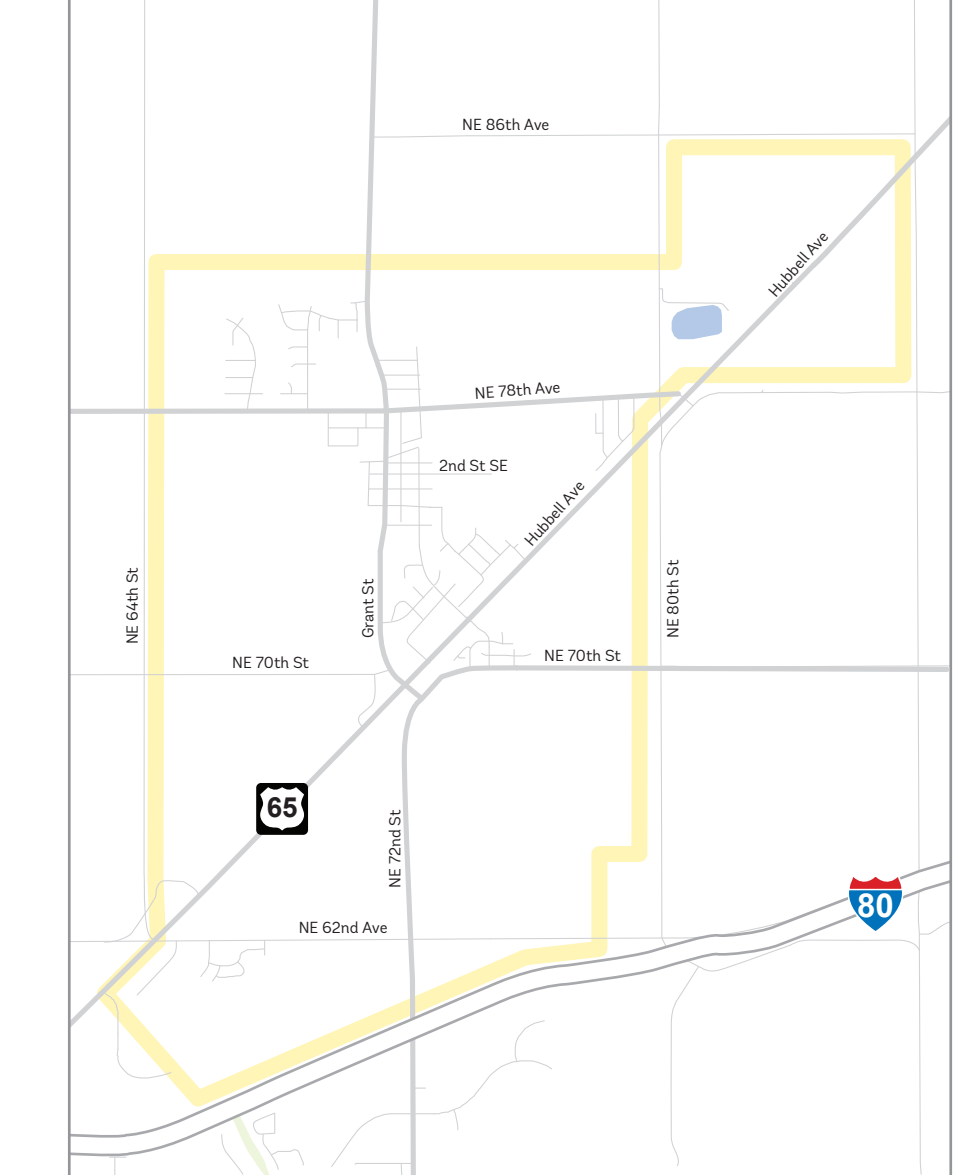 NE 86th Ave
Hubbell Ave
NE 78th Ave
2nd St SE
Hubbell Ave
NE 64th St
Grant St
NE 80th St
NE 70th St
NE 70th St
65
NE 72nd St
80
NE 62nd Ave